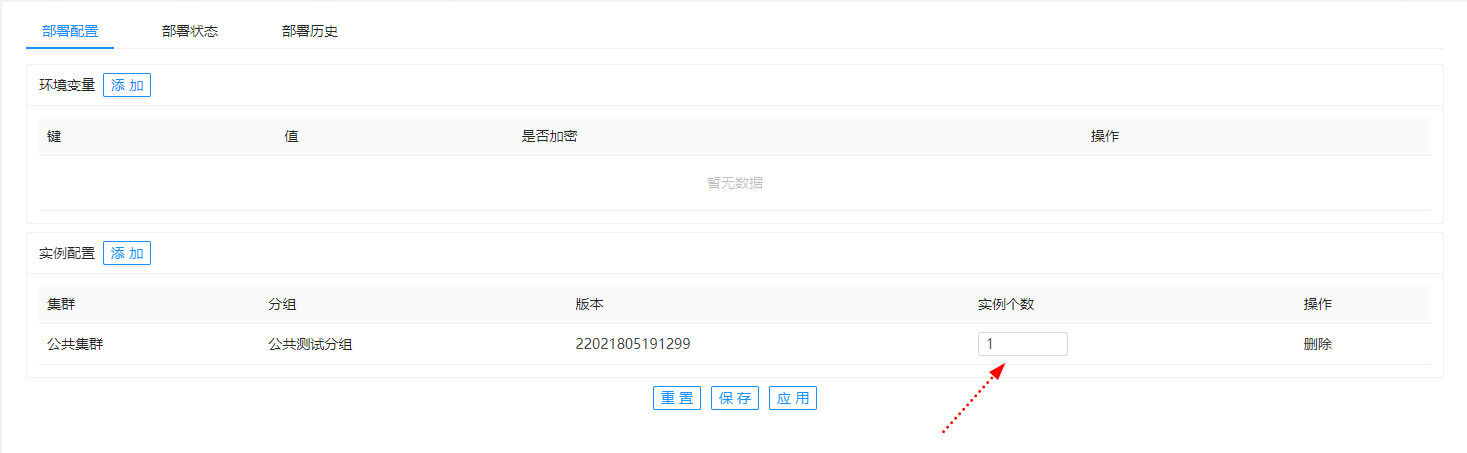 部署配置 部署状态 部署历史
环境变量 添 加
键 值 是否加密 操作
暂无数据
实例配置 添 加
集群 分组 版本 实例个数 操作
公共集群 公共测试分组 22021805191299 1 删除
重 置 保 存 应 用